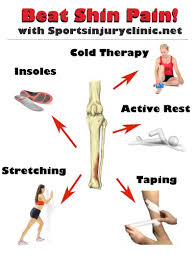 Beat Shin Pain!
with Sportsinjuryclinic.net
Cold Therapy
Insoles
Active Rest
Stretching
Taping